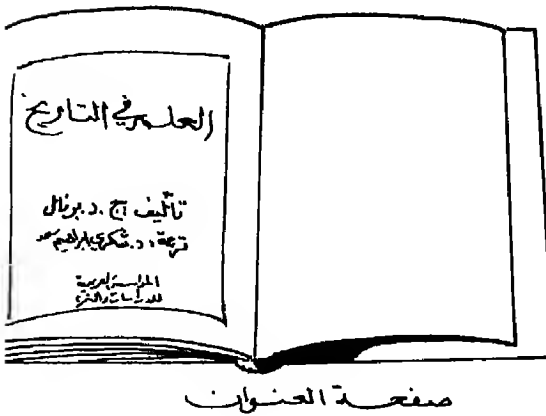 العلم في التاريخ
تأليف ج .د. برنال
ترجمة : د. شكري إبراهيم سعد
المؤسسة العربية
للدراسات والنشر
صفحة العنوان